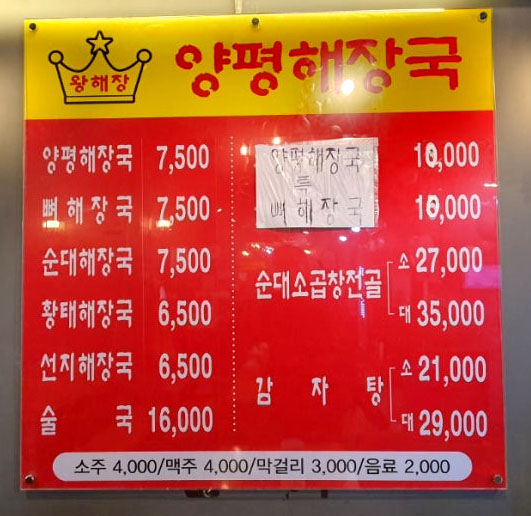 왕해장
양평해장국
양평해장국 7,500
뼈해장국 7,500
순대해장국 7,500
황태해장국 6,500
선지해장국 6,500
술국 16,000
양평해장국 10,000
특
뼈해장국 10,000
순대소곱창전골 소 27,000
대 35,000
감자탕 소 21,000
대 29,000
소주 4,000/맥주 4,000/막걸리 3,000/음료 2,000